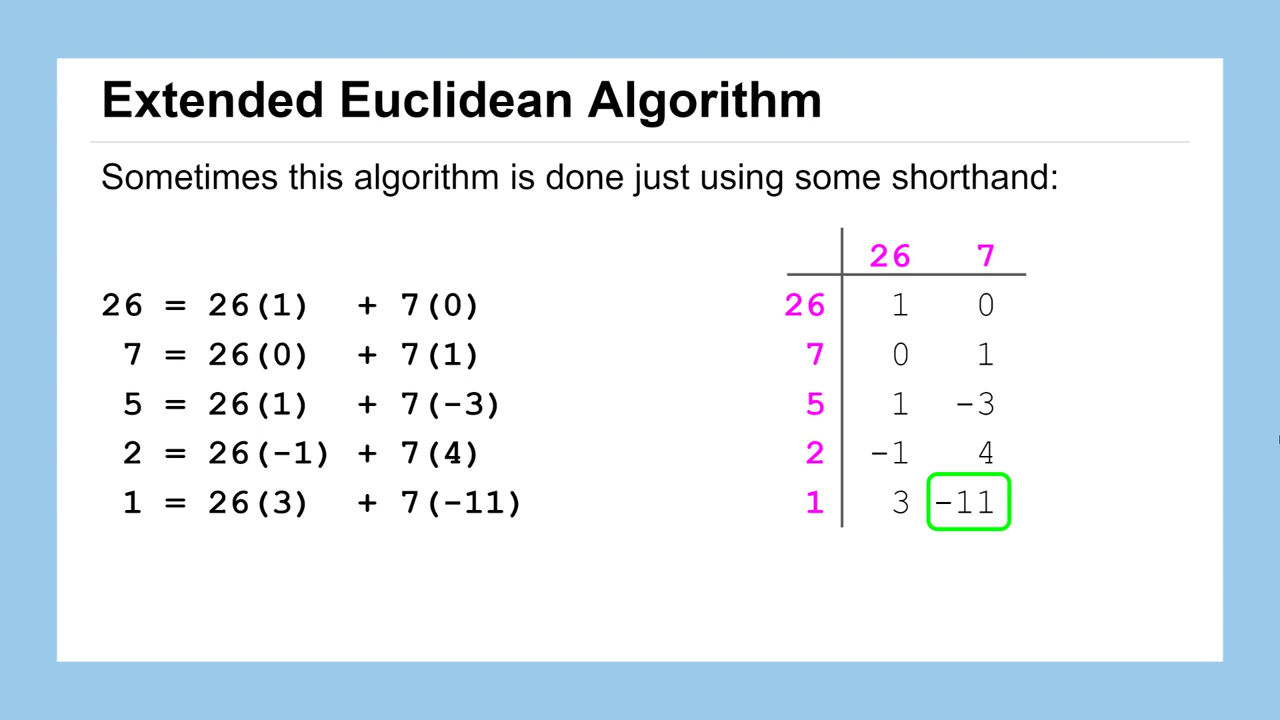 Extended Euclidean Algorithm
Sometimes this algorithm is done just using some shorthand:
26 = 26(1) + 7(0)
7 = 26(0) + 7(1)
5 = 26(1) + 7(-3)
2 = 26(-1) + 7(4)
1 = 26(3) + 7(-11)
26 7
26 1 0
7 0 1
5 1 -3
2 -1 4
1 3 -11